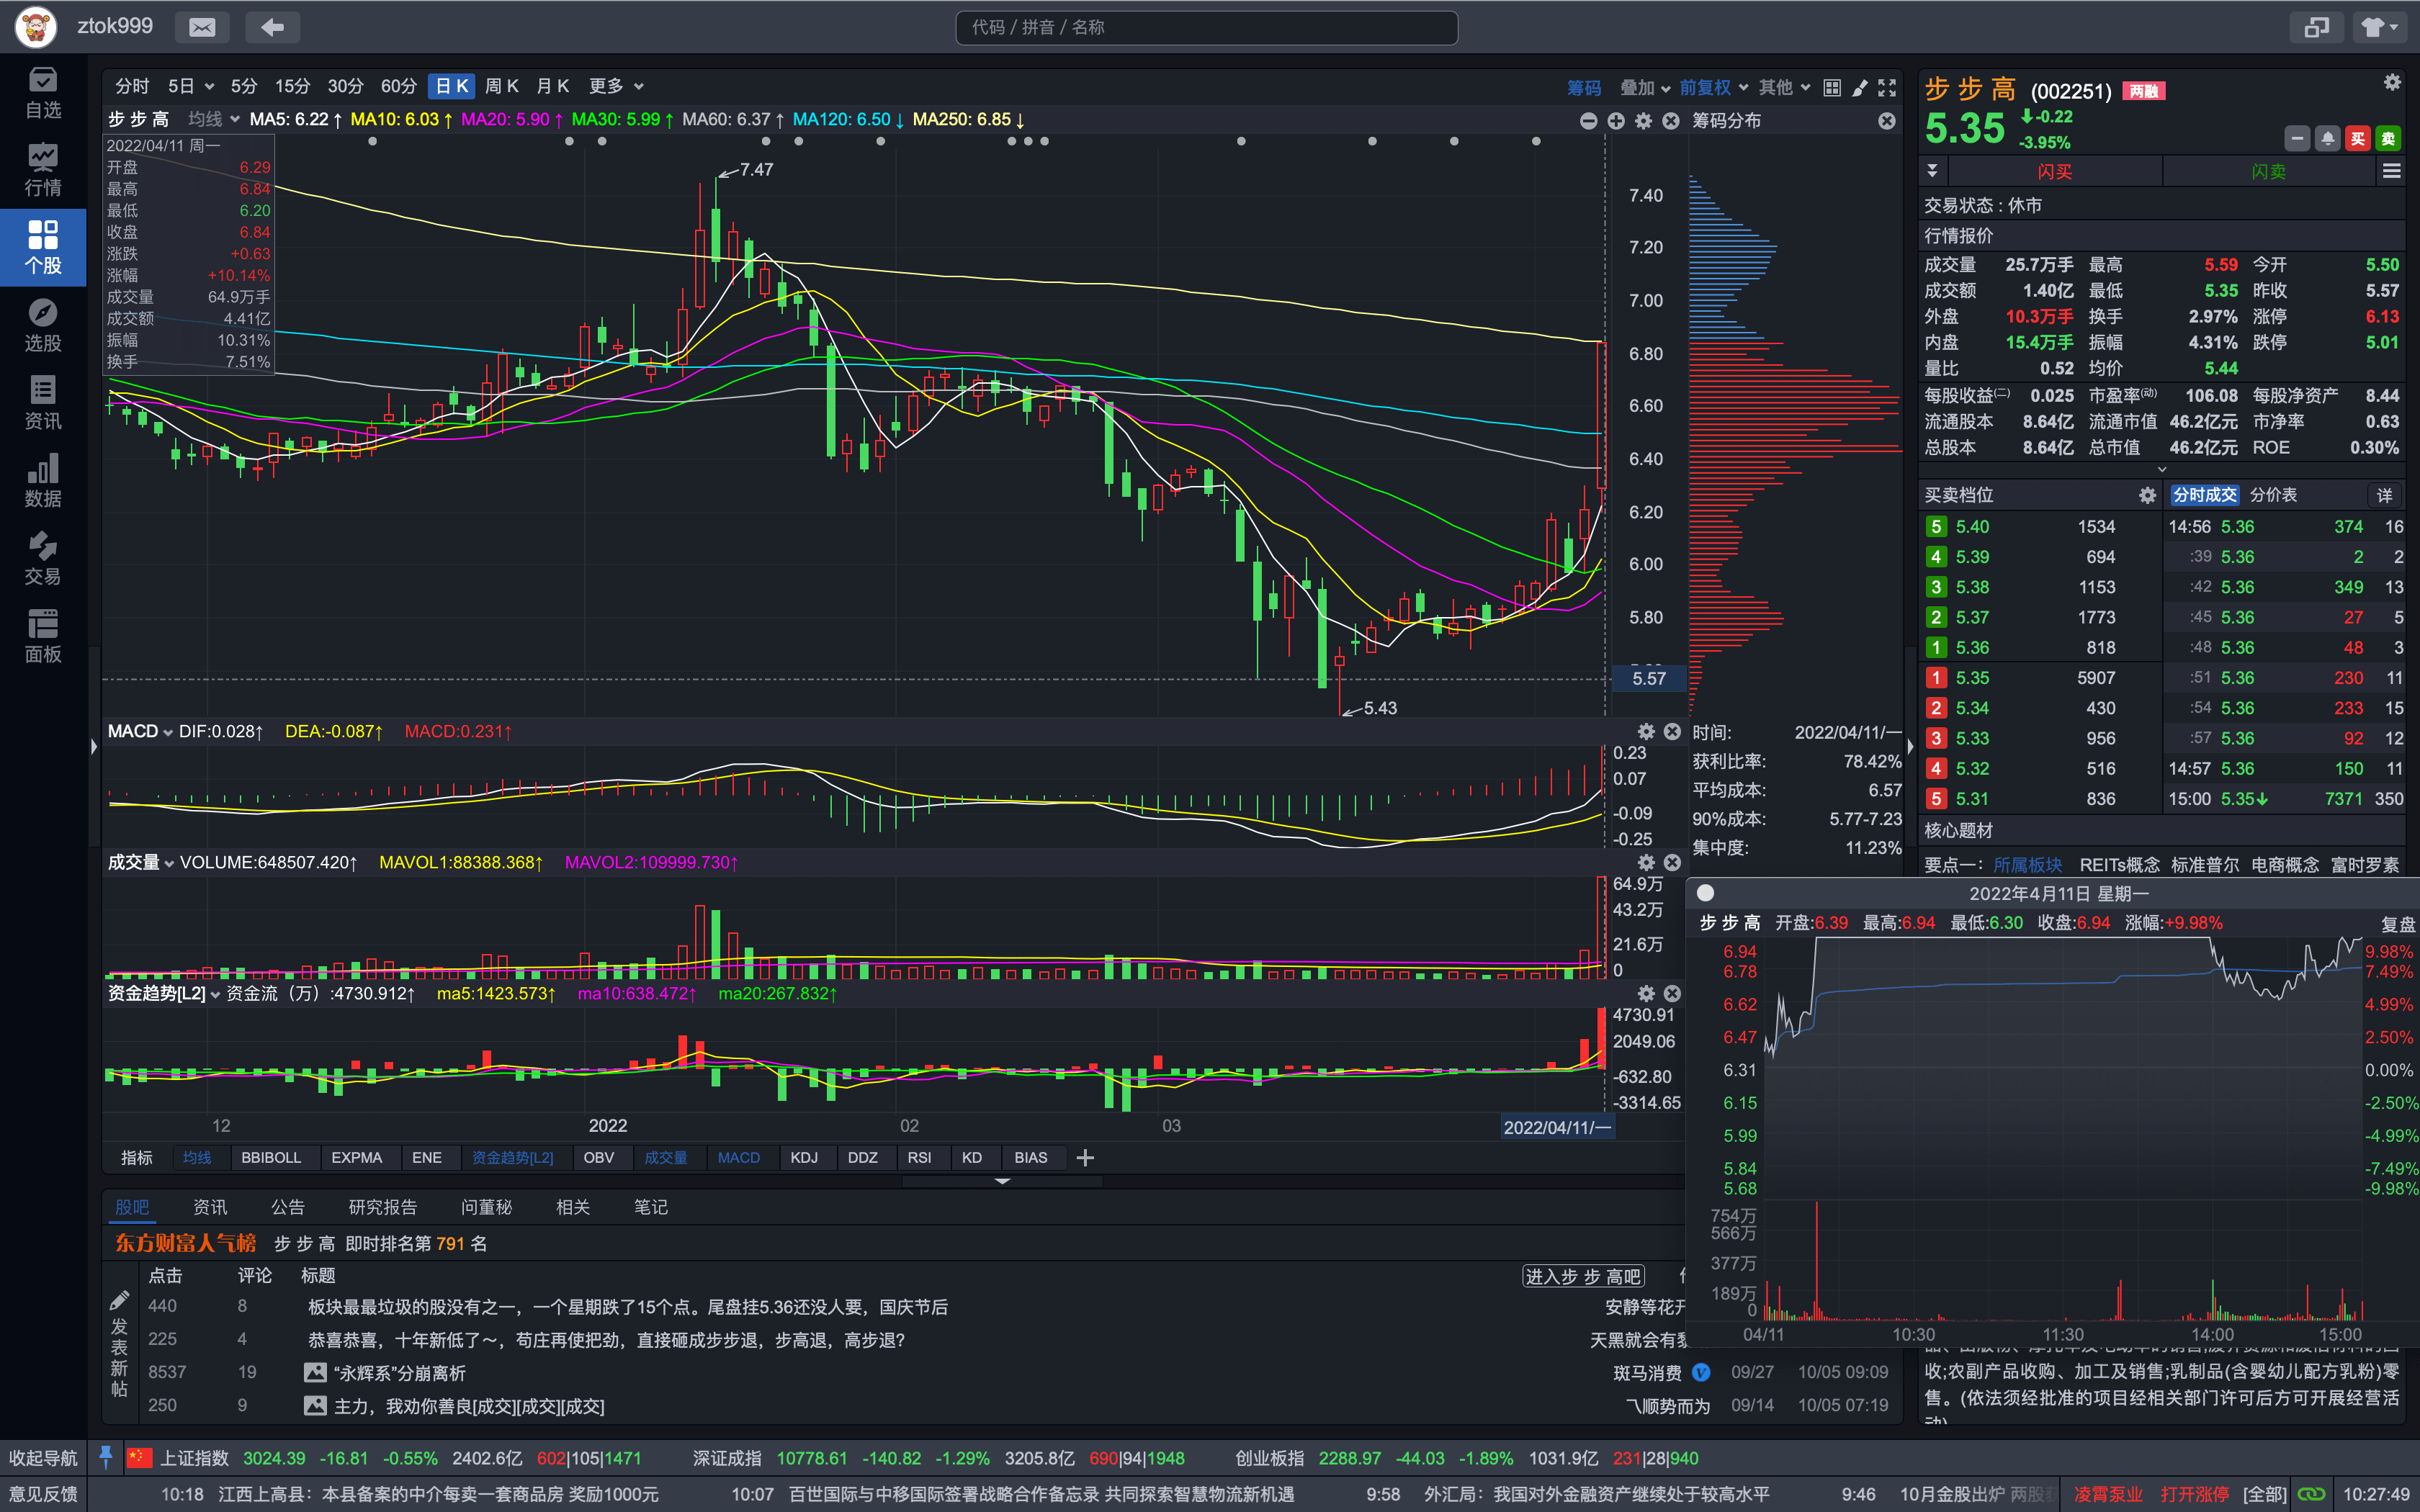 ztok999
代码 / 拼音 / 名称
自选
行情
个股
选股
资讯
数据
交易
面板
分时 5日 5分 15分 30分 60分 日K 周K 月K 更多
筹码 叠加 前复权 其他
步步高 均线 MA5: 6.22↑ MA10: 6.03↑ MA20: 5.90↑ MA30: 5.99↑ MA60: 6.37↑ MA120: 6.50↓ MA250: 6.85↓
筹码分布
2022/04/11 周一
开盘 6.29
最高 6.84
最低 6.20
收盘 6.84
涨跌 +0.63
涨幅 +10.14%
成交量 64.9万手
成交额 4.41亿
振幅 10.31%
换手 7.51%
7.47
5.43
7.40
7.20
7.00
6.80
6.60
6.40
6.20
6.00
5.80
5.57
MACD DIF:0.028↑ DEA:-0.087↑ MACD:0.231↑
0.23
0.07
-0.09
-0.25
成交量 VOLUME:648507.420↑ MAVOL1:88388.368↑ MAVOL2:109999.730↑
64.9万
43.2万
21.6万
0
资金趋势[L2] 资金流（万）:4730.912↑ ma5:1423.573↑ ma10:638.472↑ ma20:267.832↑
4730.91
2049.06
-632.80
-3314.65
12 2022 02 03 2022/04/11/一
指标 均线 BBIBOLL EXPMA ENE 资金趋势[L2] OBV 成交量 MACD KDJ DDZ RSI KD BIAS
时间: 2022/04/11/一
获利比率: 78.42%
平均成本: 6.57
90%成本: 5.77-7.23
集中度: 11.23%
股吧 资讯 公告 研究报告 问董秘 相关 笔记
东方财富人气榜 步步高 即时排名第 791 名
点击 评论 标题 进入步步高吧
发表新帖
440 8 板块最最垃圾的股没有之一，一个星期跌了15个点。尾盘挂5.36还没人要，国庆节后 安静等花开
225 4 恭喜恭喜，十年新低了～，苟庄再使把劲，直接砸成步步退，步高退，高步退？ 天黑就会有
8537 19 “永辉系”分崩离析 斑马消费 09/27 10/05 09:09
250 9 主力，我劝你善良[成交][成交][成交] 乁顺势而为 09/14 10/05 07:19
步步高 (002251) 两融
5.35 -0.22
-3.95%
买 卖
闪买 闪卖
交易状态 : 休市
行情报价
成交量 25.7万手 最高 5.59 今开 5.50
成交额 1.40亿 最低 5.35 昨收 5.57
外盘 10.3万手 换手 2.97% 涨停 6.13
内盘 15.4万手 振幅 4.31% 跌停 5.01
量比 0.52 均价 5.44
每股收益(二) 0.025 市盈率(动) 106.08 每股净资产 8.44
流通股本 8.64亿 流通市值 46.2亿元 市净率 0.63
总股本 8.64亿 总市值 46.2亿元 ROE 0.30%
买卖档位 分时成交 分价表 详
5 5.40 1534 14:56 5.36 374 16
4 5.39 694 :39 5.36 2 2
3 5.38 1153 :42 5.36 349 13
2 5.37 1773 :45 5.36 27 5
1 5.36 818 :48 5.36 48 3
1 5.35 5907 :51 5.36 230 11
2 5.34 430 :54 5.36 233 15
3 5.33 956 :57 5.36 92 12
4 5.32 516 14:57 5.36 150 11
5 5.31 836 15:00 5.35↓ 7371 350
核心题材
要点一： 所属板块 REITs概念 标准普尔 电商概念 富时罗素
2022年4月11日 星期一
步步高 开盘:6.39 最高:6.94 最低:6.30 收盘:6.94 涨幅:+9.98% 复盘
6.94 9.98%
6.78 7.49%
6.62 4.99%
6.47 2.50%
6.31 0.00%
6.15 -2.50%
5.99 -4.99%
5.84 -7.49%
5.68 -9.98%
754万
566万
377万
189万
0
04/11 10:30 11:30 14:00 15:00
收;农副产品收购、加工及销售;乳制品(含婴幼儿配方乳粉)零
售。(依法须经批准的项目经相关部门许可后方可开展经营活
收起导航 上证指数 3024.39 -16.81 -0.55% 2402.6亿 602|105|1471 深证成指 10778.61 -140.82 -1.29% 3205.8亿 690|94|1948 创业板指 2288.97 -44.03 -1.89% 1031.9亿 231|28|940
意见反馈 10:18 江西上高县：本县备案的中介每卖一套商品房 奖励1000元 10:07 百世国际与中移国际签署战略合作备忘录 共同探索智慧物流新机遇 9:58 外汇局：我国对外金融资产继续处于较高水平 9:46 10月金股出炉 两股 凌霄泵业 打开涨停 [全部] 10:27:49